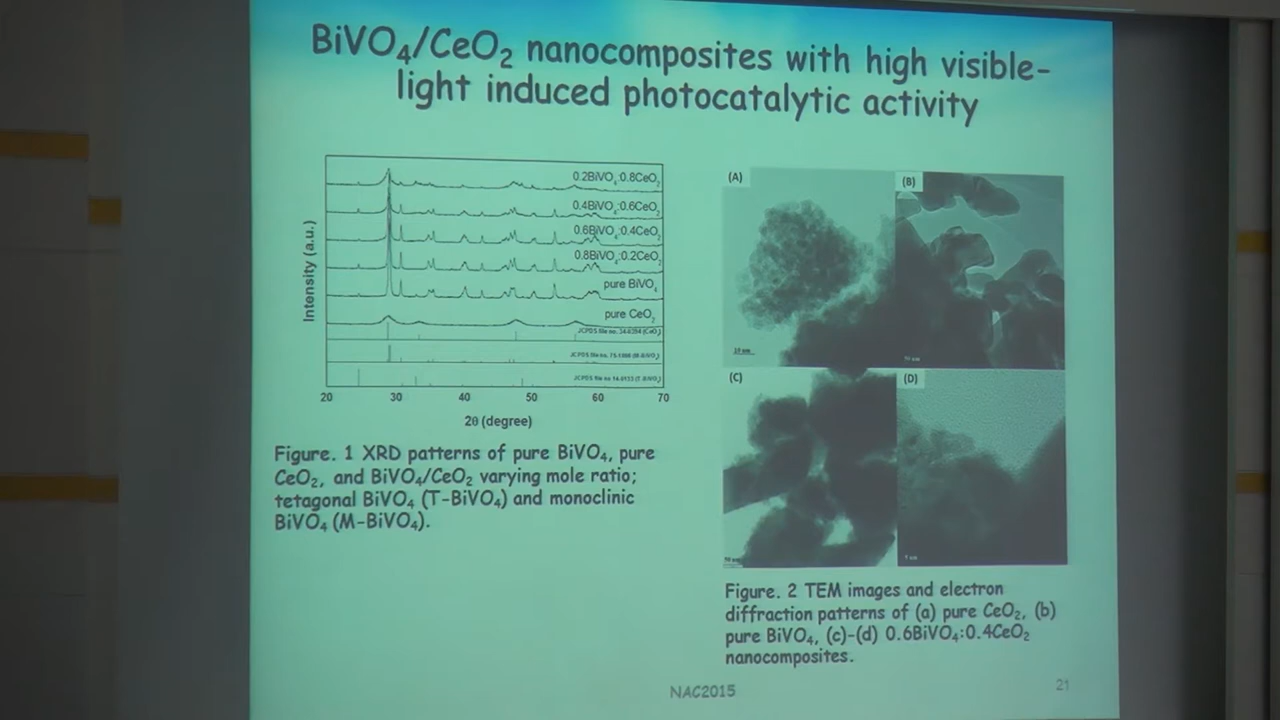 BiVO₄/CeO₂ nanocomposites with high visible-
light induced photocatalytic activity
0.2BiVO₄:0.8CeO₂
0.4BiVO₄:0.6CeO₂
0.6BiVO₄:0.4CeO₂
0.8BiVO₄:0.2CeO₂
pure BiVO₄
pure CeO₂
Intensity (a.u.)
20 30 40 50 60 70
2θ (degree)
Figure. 1 XRD patterns of pure BiVO₄, pure
CeO₂, and BiVO₄/CeO₂ varying mole ratio;
tetagonal BiVO₄ (T-BiVO₄) and monoclinic
BiVO₄ (M-BiVO₄).
(A)
(B)
(C)
(D)
Figure. 2 TEM images and electron
diffraction patterns of (a) pure CeO₂, (b)
pure BiVO₄, (c)-(d) 0.6BiVO₄:0.4CeO₂
nanocomposites.
NAC2015
21